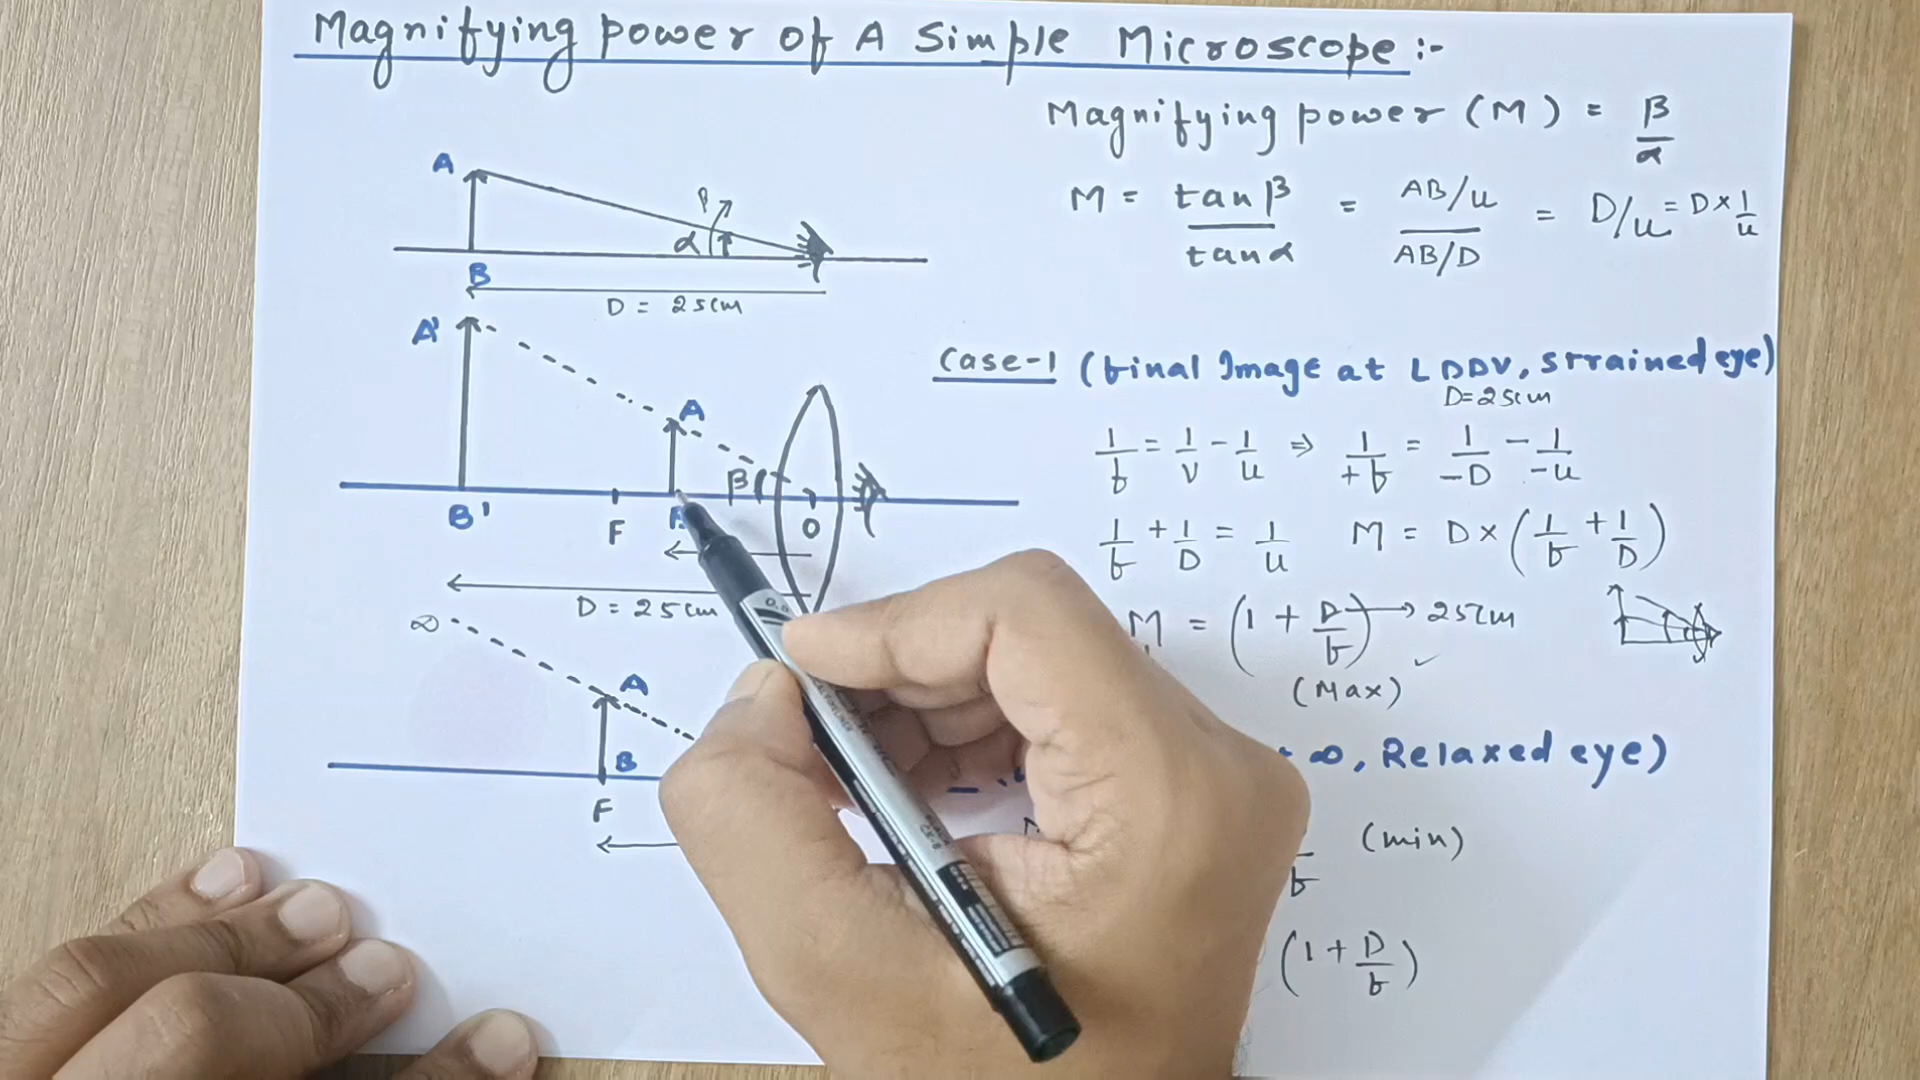 Magnifying power of A Simple Microscope :-
Magnifying power (M) = β/α
M = tanβ/tanα = AB/u / AB/D = D/u = D × 1/u
A
β
α
B
D = 25cm
A'
A
β
B'
F
O
D = 25cm
Case-1 (final Image at LDDV, strained eye)
D=25cm
1/f = 1/v - 1/u ⇒ 1/+f = 1/-D - 1/-u
1/f + 1/D = 1/u M = D×(1/f + 1/D)
M = (1 + D/f) → 25cm
(Max) ✓
∞
A
B
F
∞, Relaxed eye)
f (min)
(1 + D/f)